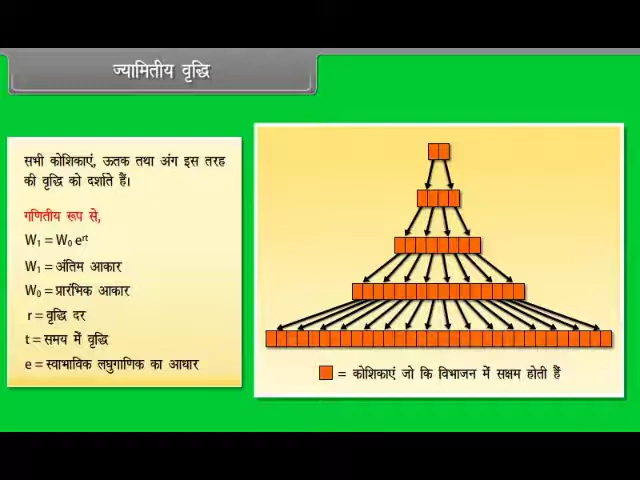 ज्यामितीय वृद्धि
सभी कोशिकाएं, ऊतक तथा अंग इस तरह
की वृद्धि को दर्शाते हैं।
गणितीय रूप से,
W₁ = W₀ eʳᵗ
W₁ = अंतिम आकार
W₀ = प्रारंभिक आकार
r = वृद्धि दर
t = समय में वृद्धि
e = स्वाभाविक लघुगाणिक का आधार
= कोशिकाएं जो कि विभाजन में सक्षम होती हैं